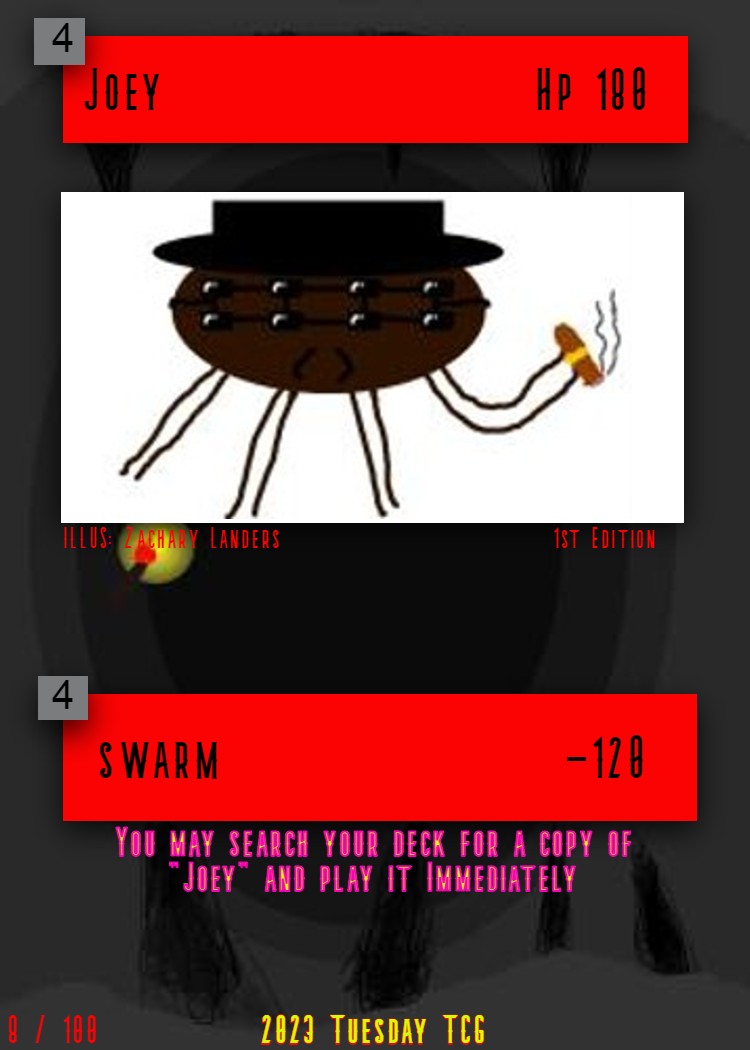 4
Joey Hp 100
ILLUS: Zachary Landers 1st Edition
4
swarm -120
You may search your deck for a copy of
"Joey" and play it Immediately
0 / 100 2023 Tuesday TCG